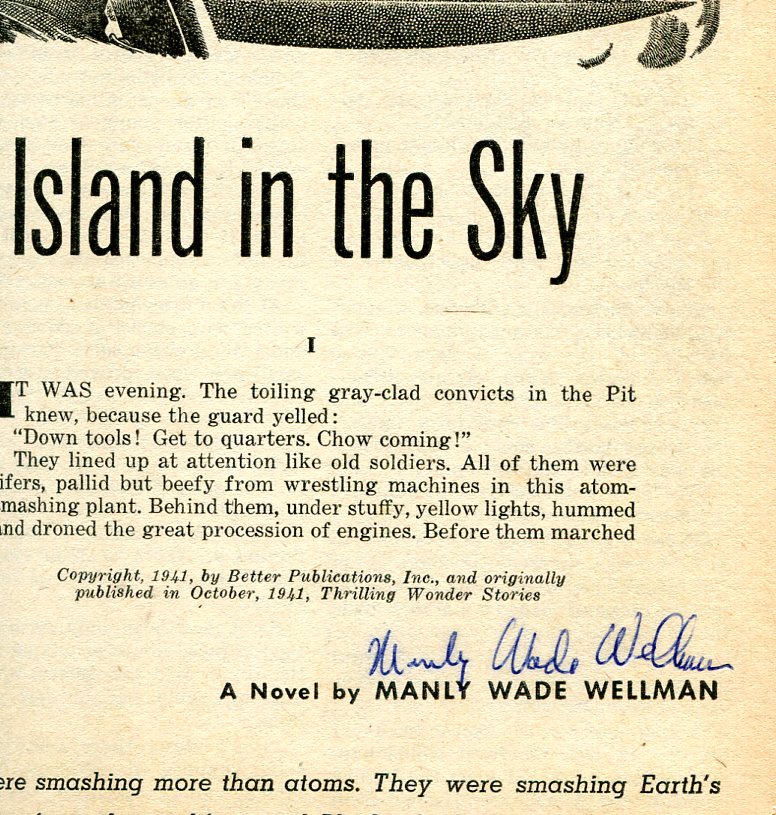 Island in the Sky
I
IT WAS evening. The toiling gray-clad convicts in the Pit
knew, because the guard yelled:
“Down tools! Get to quarters. Chow coming!”
They lined up at attention like old soldiers. All of them were
ifers, pallid but beefy from wrestling machines in this atom-
mashing plant. Behind them, under stuffy, yellow lights, hummed
nd droned the great procession of engines. Before them marched
Copyright, 1941, by Better Publications, Inc., and originally
published in October, 1941, Thrilling Wonder Stories
Manly Wade Wellman
A Novel by MANLY WADE WELLMAN
ere smashing more than atoms. They were smashing Earth's